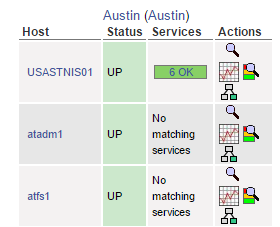 Austin (Austin)
Host Status Services Actions
USASTNIS01 UP 6 OK
atadm1 UP No matching services
atfs1 UP No matching services